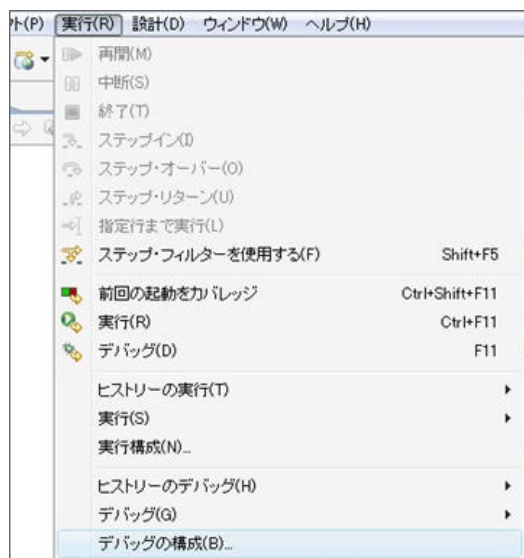 ト(P) 実行(R) 設計(D) ウィンドウ(W) ヘルプ(H)
再開(M)
中断(S)
終了(T)
ステップイン(I)
ステップ・オーバー(O)
ステップ・リターン(U)
指定行まで実行(L)
ステップ・フィルターを使用する(F) Shift+F5
前回の起動をカバレッジ Ctrl+Shift+F11
実行(R) Ctrl+F11
デバッグ(D) F11
ヒストリーの実行(T)
実行(S)
実行構成(N)...
ヒストリーのデバッグ(H)
デバッグ(G)
デバッグの構成(B)...